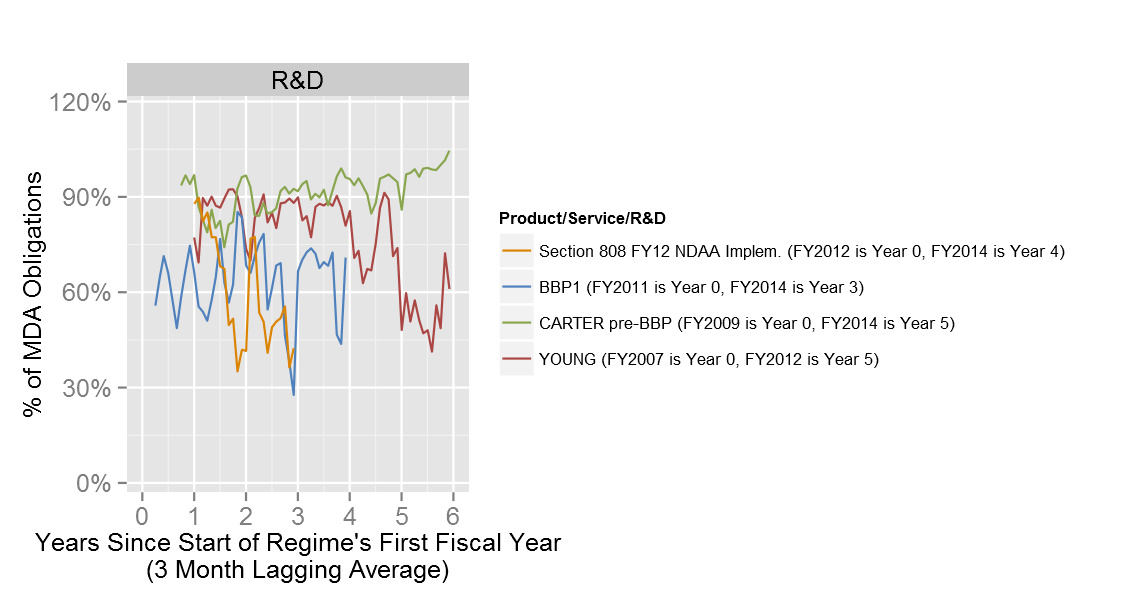 R&D
120%
90%
60%
30%
0%
% of MDA Obligations
0 1 2 3 4 5 6
Years Since Start of Regime's First Fiscal Year
(3 Month Lagging Average)
Product/Service/R&D
Section 808 FY12 NDAA Implem. (FY2012 is Year 0, FY2014 is Year 4)
BBP1 (FY2011 is Year 0, FY2014 is Year 3)
CARTER pre-BBP (FY2009 is Year 0, FY2014 is Year 5)
YOUNG (FY2007 is Year 0, FY2012 is Year 5)